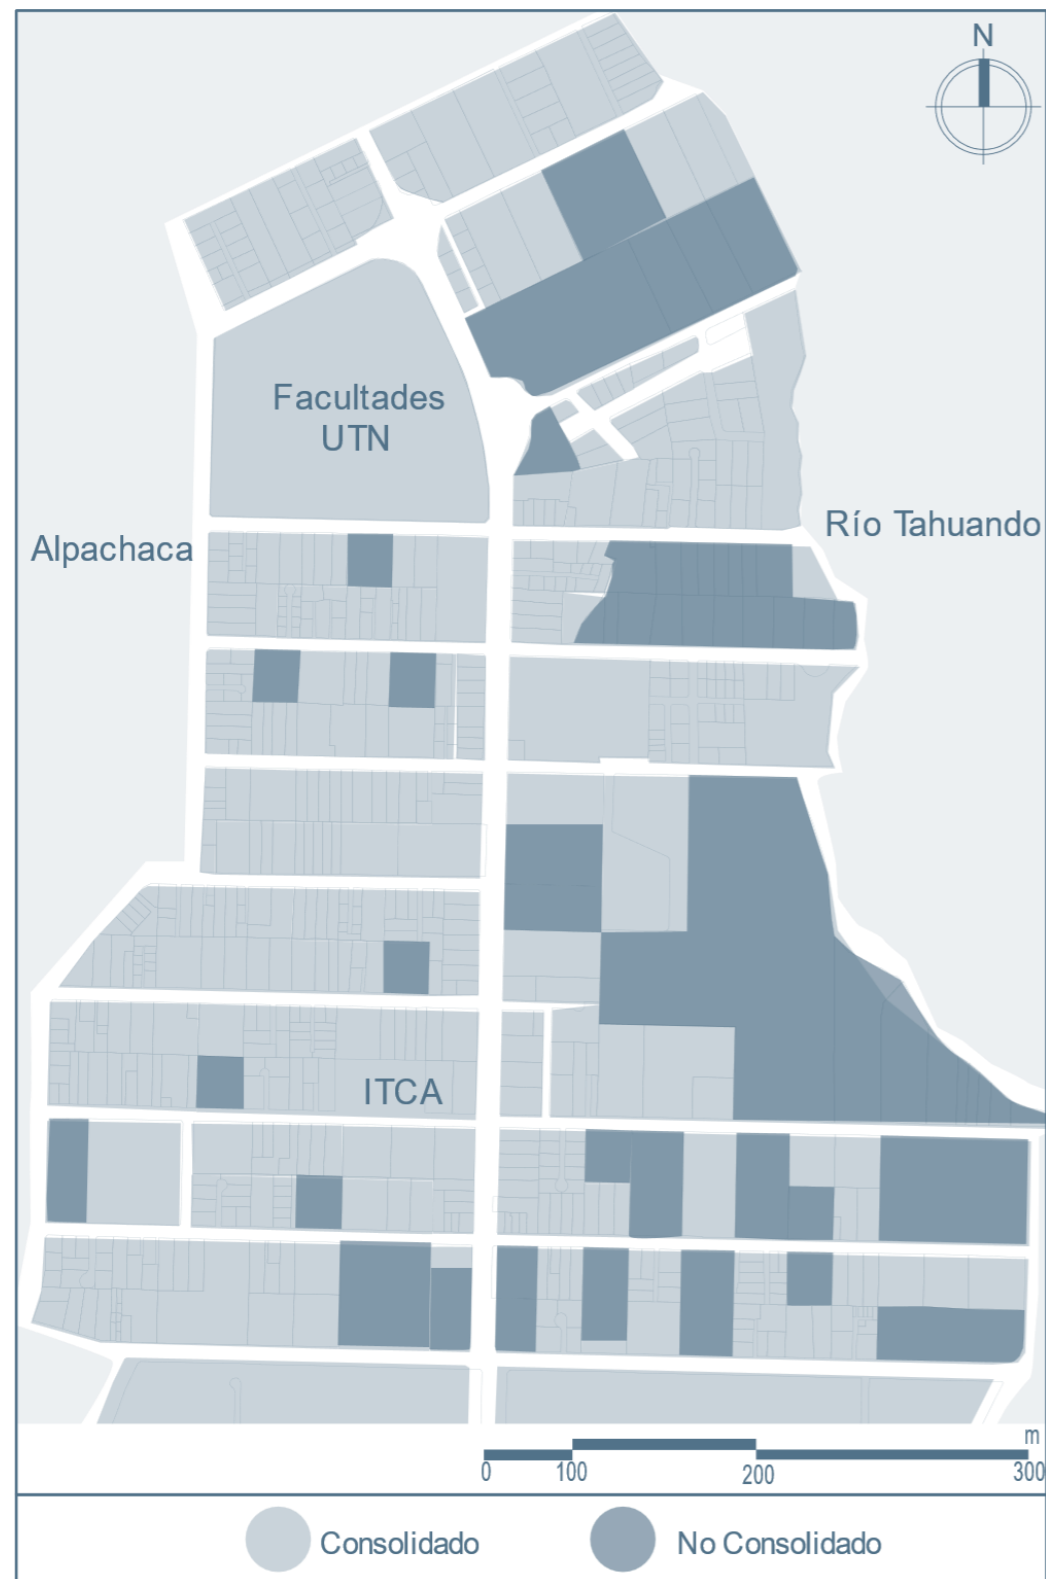 N
Facultades
UTN
Alpachaca
Río Tahuando
ITCA
m
0 100 200 300
Consolidado
No Consolidado